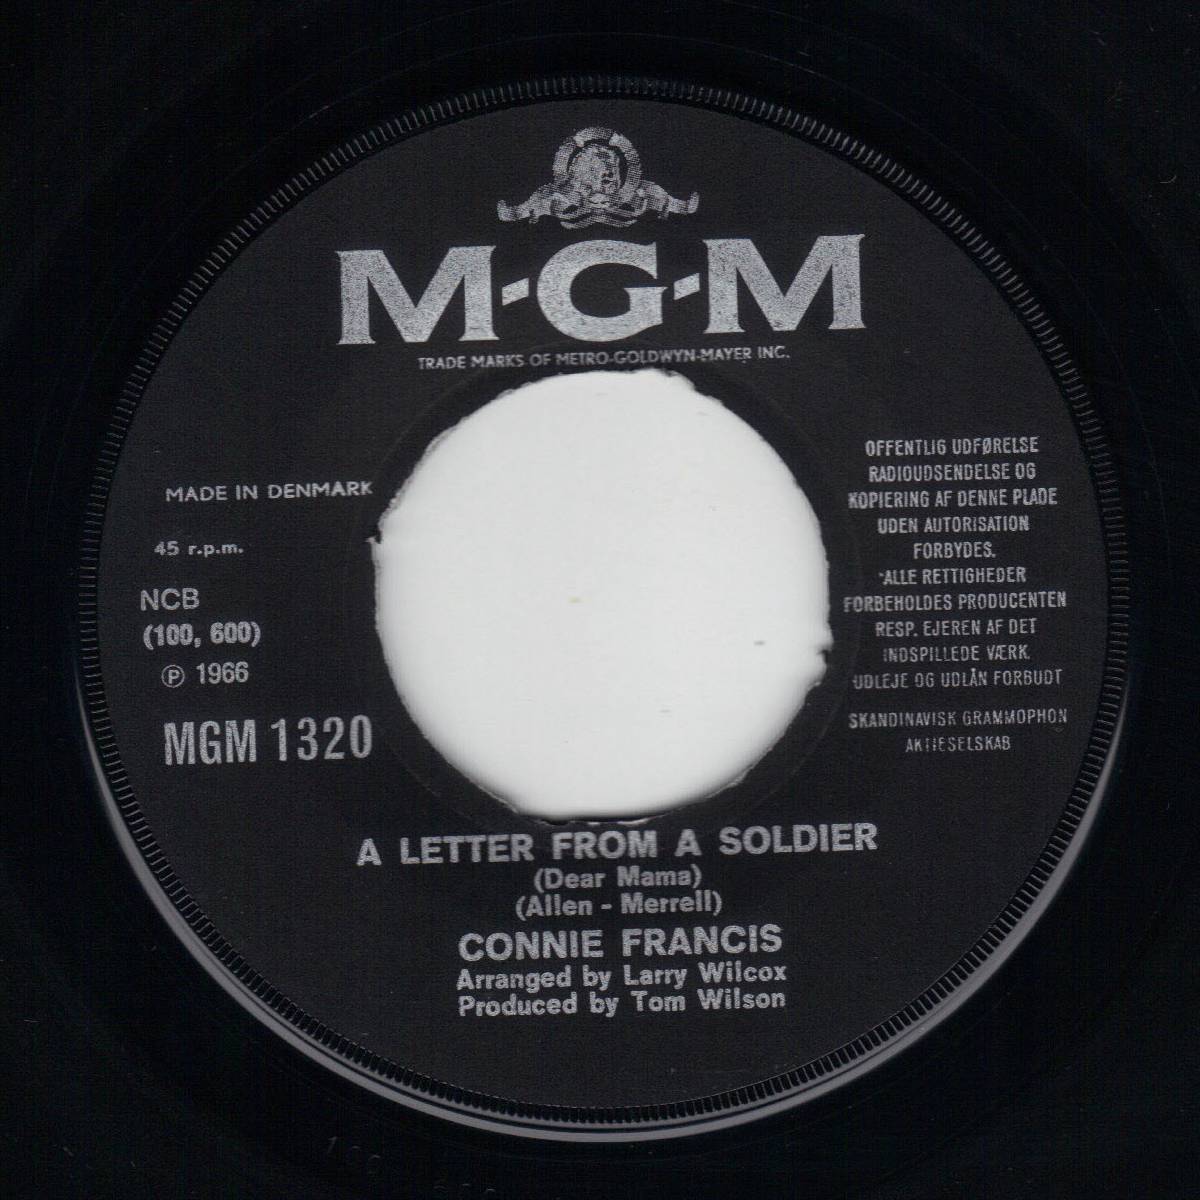 M-G-M
TRADE MARKS OF METRO-GOLDWYN-MAYER INC.
MADE IN DENMARK
45 r.p.m.
NCB
(100, 600)
℗ 1966
MGM 1320
OFFENTLIG UDFØRELSE
RADIOUDSENDELSE OG
KOPIERING AF DENNE PLADE
UDEN AUTORISATION
FORBYDES.
ALLE RETTIGHEDER
FORBEHOLDES PRODUCENTEN
RESP. EJEREN AF DET
INDSPILLEDE VÆRK.
UDLEJE OG UDLÅN FORBUDT
SKANDINAVISK GRAMMOPHON
AKTIESELSKAB
A LETTER FROM A SOLDIER
(Dear Mama)
(Allen - Merrell)
CONNIE FRANCIS
Arranged by Larry Wilcox
Produced by Tom Wilson